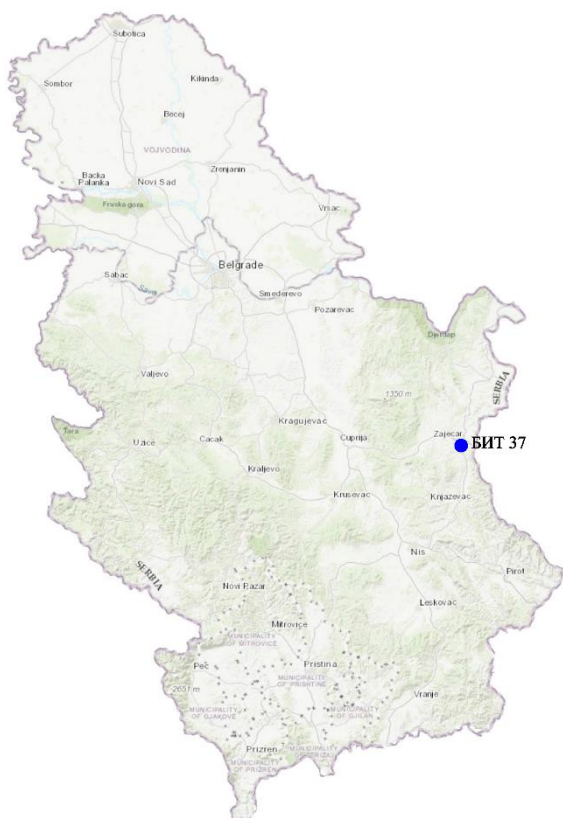 Subotica
Sombor
Kikinda
Becej
VOJVODINA
Backa
Palanka
Novi Sad
Zrenjanin
Fruska gora
Vrsac
Belgrade
Sabac
Sava
Smederevo
Pozarevac
Djerdap
Valjevo
1350 m
SERBIA
Kragujevac
Zajecar
Tara
Uzice
Cacak
Cuprija
БИТ 37
Kraljevo
Krusevac
Knjazevac
Nis
SERBIA
Pirot
Novi Pazar
Leskovac
Mitrovice
MUNICIPALITY
OF MITROVICE
Pristina
Peć
MUNICIPALITY
OF PRISHTINE
2651 m
Vranje
MUNICIPALITY
OF GJAKOVE
MUNICIPALITY
OF GJILAN
Prizren
MUNICIPALITY
OF PRIZREN
MUNICIPALITY